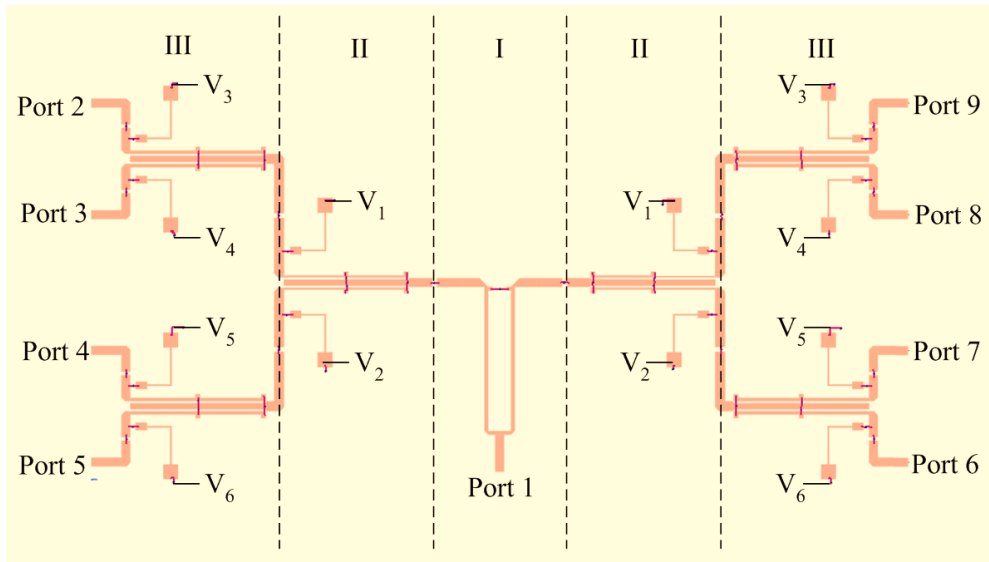 III II I II III
V3 V3
Port 2 Port 9
V1 V1
Port 3 Port 8
V4 V4
V5 V5
Port 4 Port 7
V2 V2
Port 5 Port 6
V6 Port 1 V6